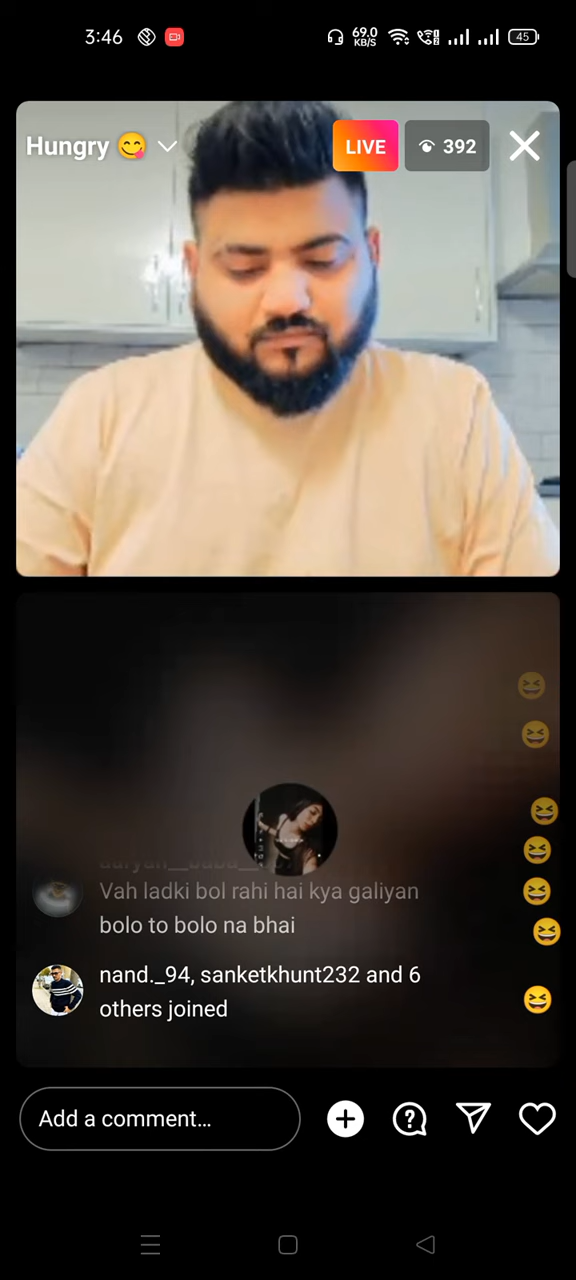 3:46
69.0
KB/S
45
Hungry 😋
LIVE
392
Vah ladki bol rahi hai kya galiyan
bolo to bolo na bhai
nand._94, sanketkhunt232 and 6
others joined
Add a comment...